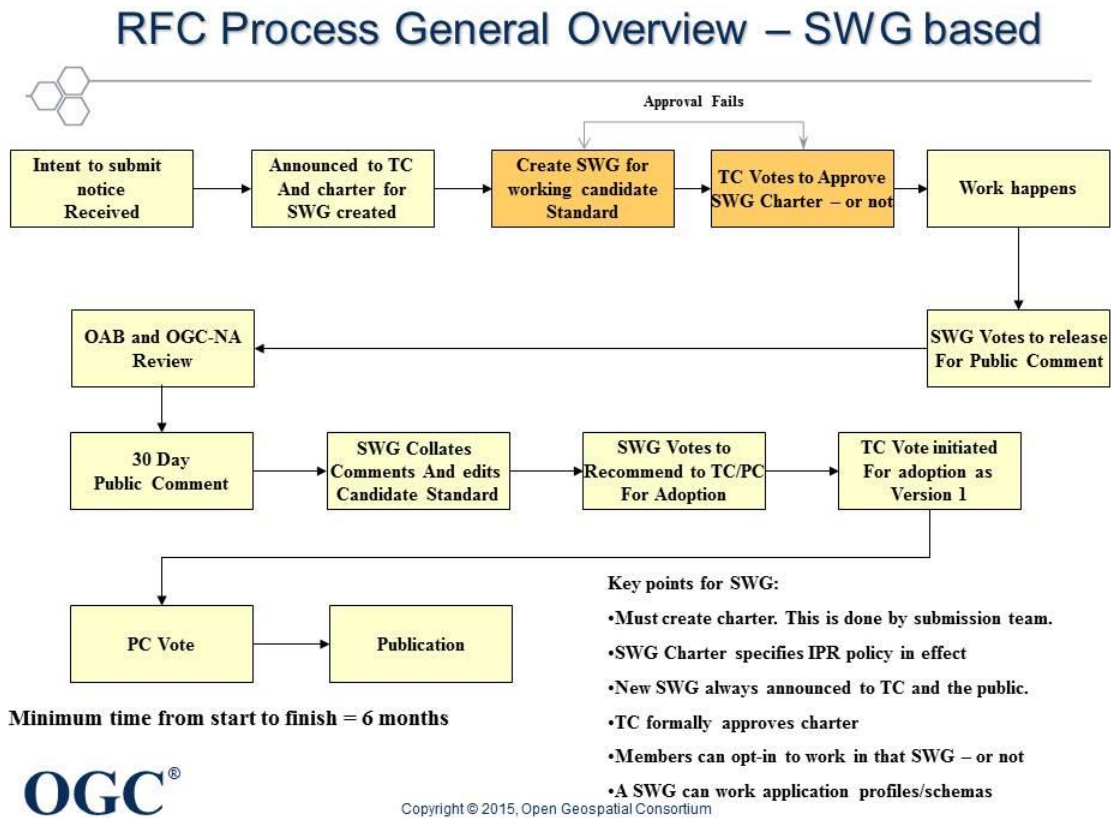 RFC Process General Overview – SWG based
Approval Fails
Intent to submit
notice
Received
Announced to TC
And charter for
SWG created
Create SWG for
working candidate
Standard
TC Votes to Approve
SWG Charter – or not
Work happens
OAB and OGC-NA
Review
SWG Votes to release
For Public Comment
30 Day
Public Comment
SWG Collates
Comments And edits
Candidate Standard
SWG Votes to
Recommend to TC/PC
For Adoption
TC Vote initiated
For adoption as
Version 1
PC Vote
Publication
Key points for SWG:
•Must create charter. This is done by submission team.
•SWG Charter specifies IPR policy in effect
•New SWG always announced to TC and the public.
•TC formally approves charter
•Members can opt-in to work in that SWG – or not
•A SWG can work application profiles/schemas
Minimum time from start to finish = 6 months
OGC®
Copyright © 2015, Open Geospatial Consortium